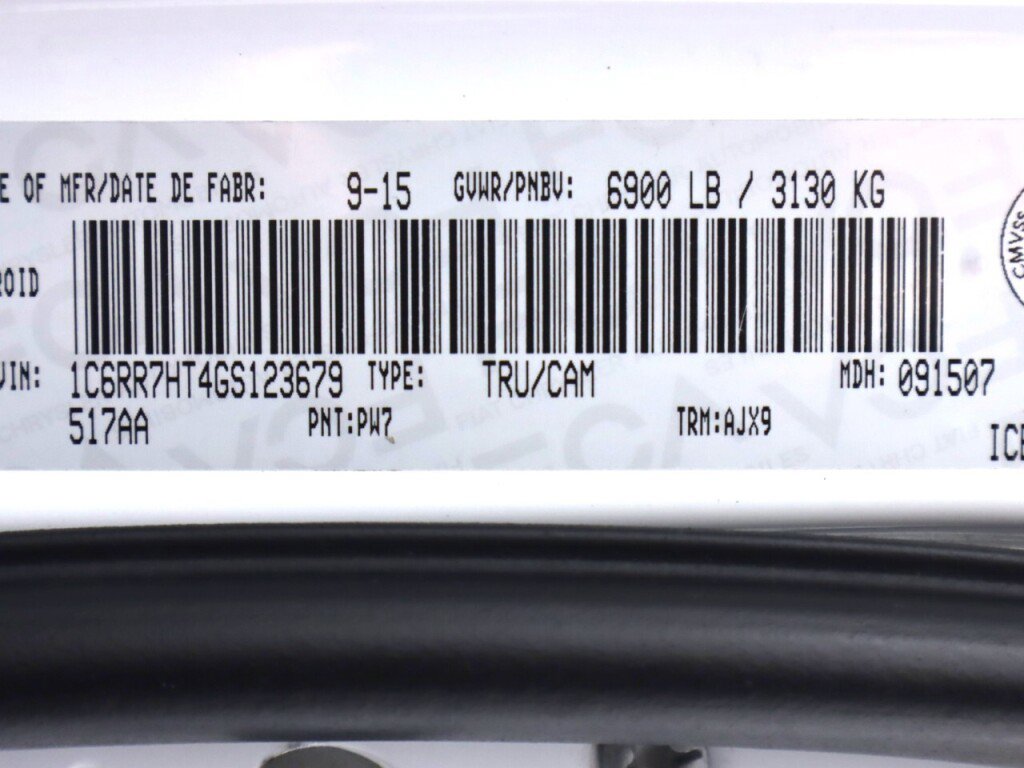 E OF MFR/DATE DE FABR: 9-15 GVWR/PNBV: 6900 LB / 3130 KG
CMVSS
ROID
VIN: 1C6RR7HT4GS123679 TYPE: TRU/CAM MDH: 091507
517AA PNT:PW7 TRM:AJX9
ICE